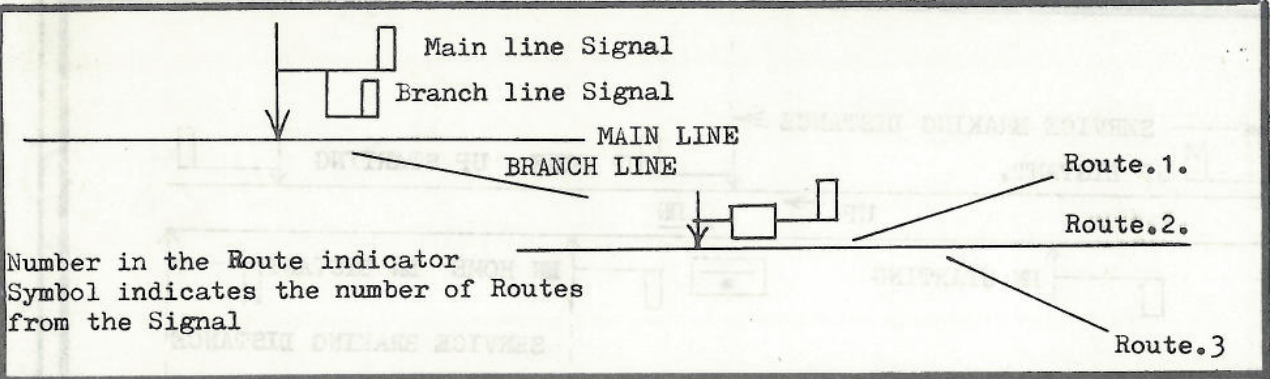 Main line Signal
Branch line Signal
MAIN LINE
BRANCH LINE
Route.1.
Route.2.
Number in the Route indicator
Symbol indicates the number of Routes
from the Signal
Route.3